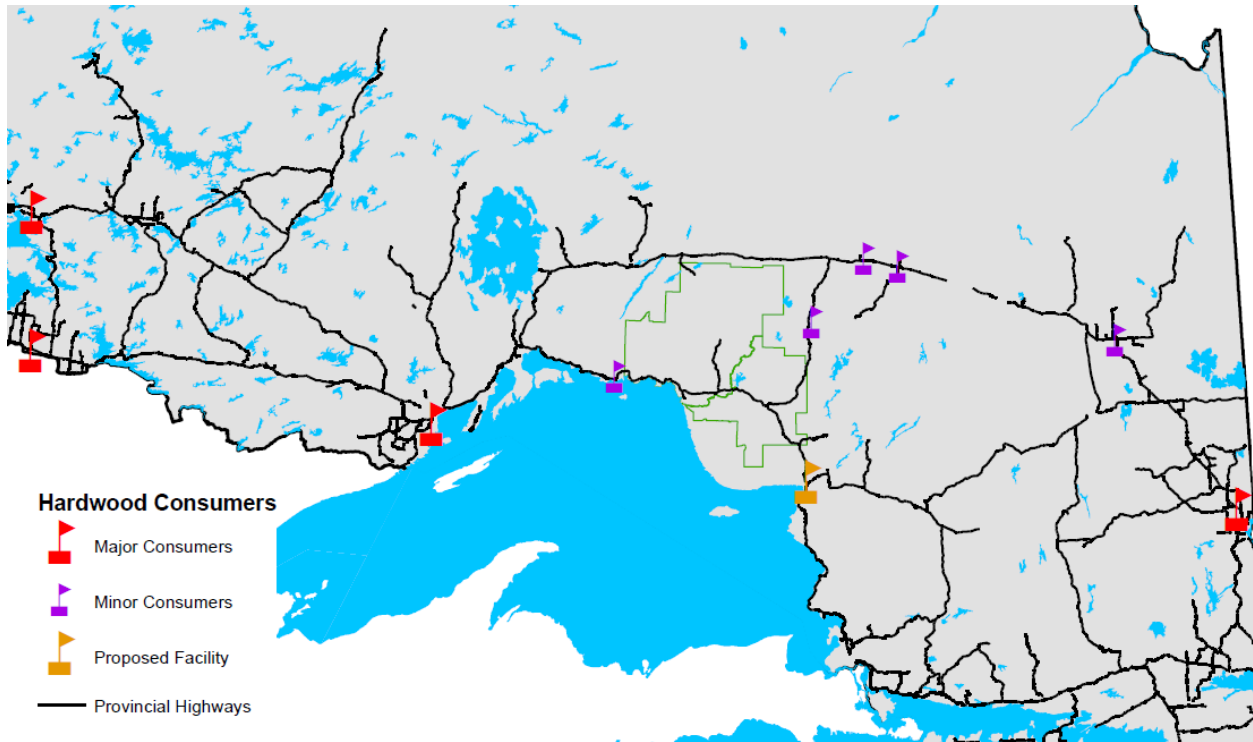 Hardwood Consumers
Major Consumers
Minor Consumers
Proposed Facility
Provincial Highways